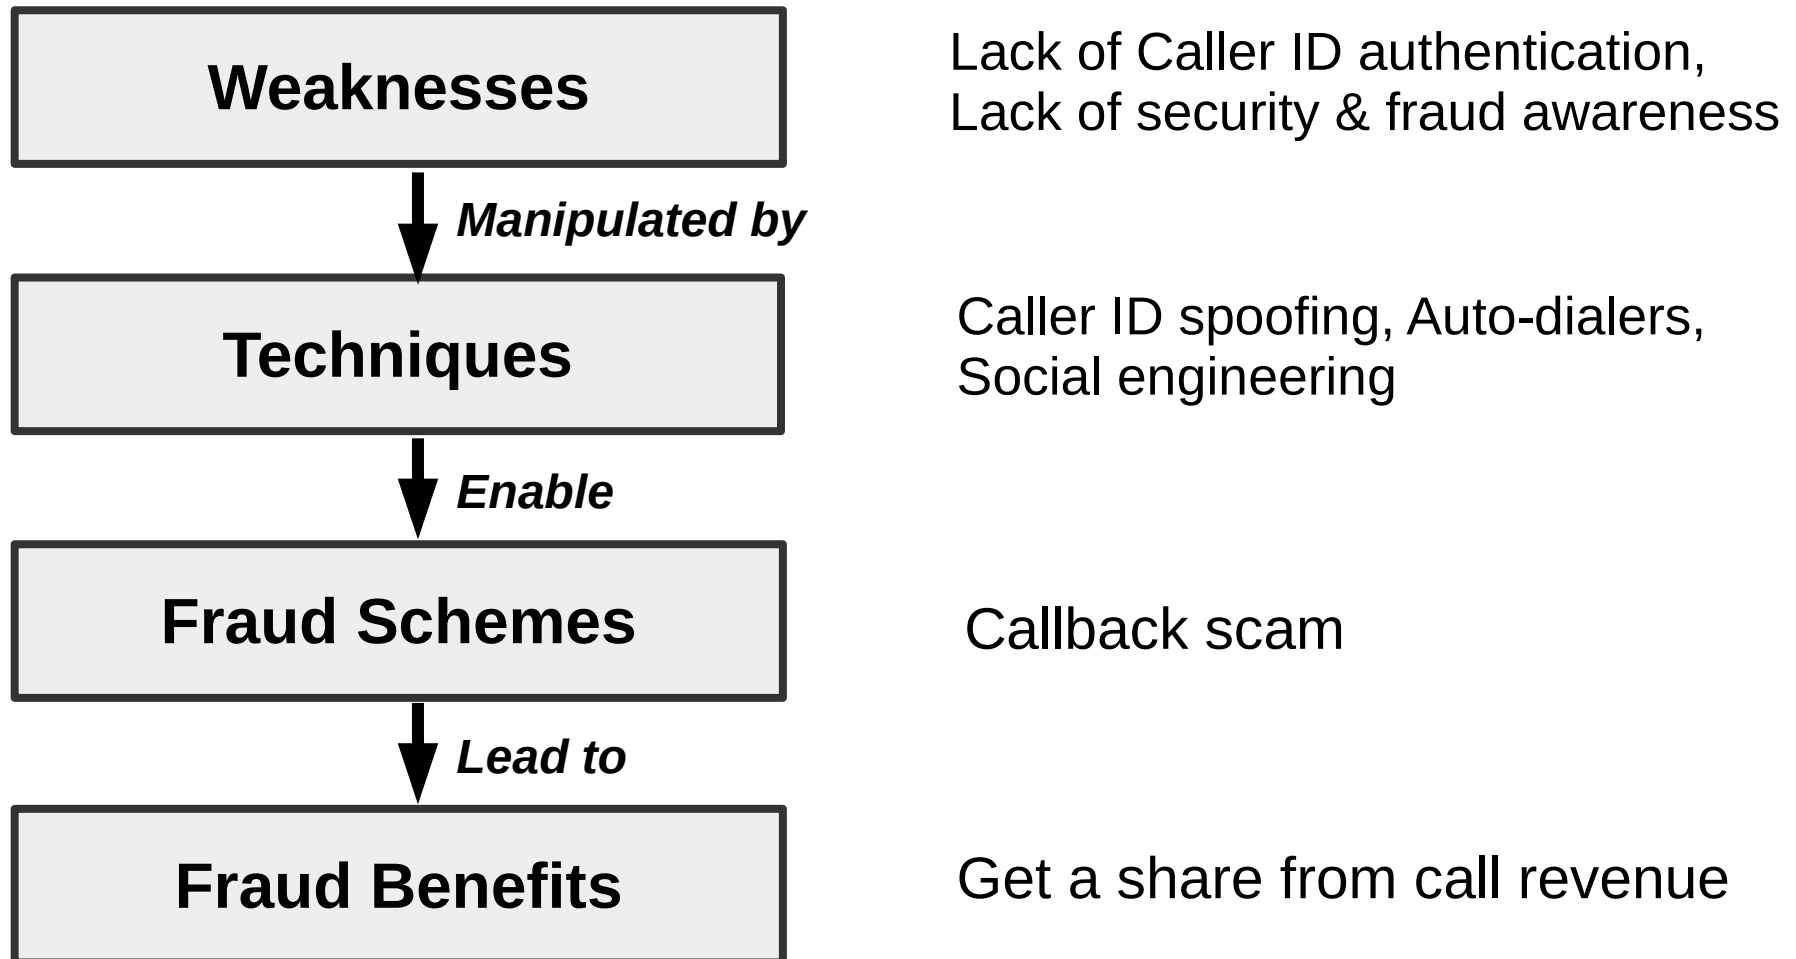 Weaknesses
Lack of Caller ID authentication,
Lack of security & fraud awareness
Manipulated by
Techniques
Caller ID spoofing, Auto-dialers,
Social engineering
Enable
Fraud Schemes
Callback scam
Lead to
Fraud Benefits
Get a share from call revenue